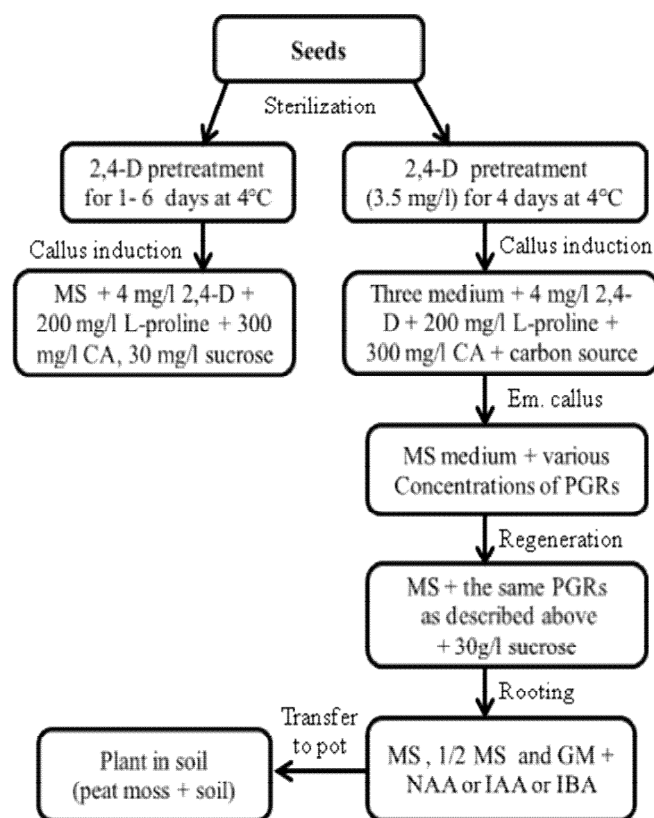 Seeds
Sterilization
2,4-D pretreatment
for 1- 6 days at 4°C
2,4-D pretreatment
(3.5 mg/l) for 4 days at 4°C
Callus induction
Callus induction
MS + 4 mg/l 2,4-D +
200 mg/l L-proline + 300
mg/l CA, 30 mg/l sucrose
Three medium + 4 mg/l 2,4-
D + 200 mg/l L-proline +
300 mg/l CA + carbon source
Em. callus
MS medium + various
Concentrations of PGRs
Regeneration
MS + the same PGRs
as described above
+ 30g/l sucrose
Rooting
MS , 1/2 MS and GM +
NAA or IAA or IBA
Transfer
to pot
Plant in soil
(peat moss + soil)